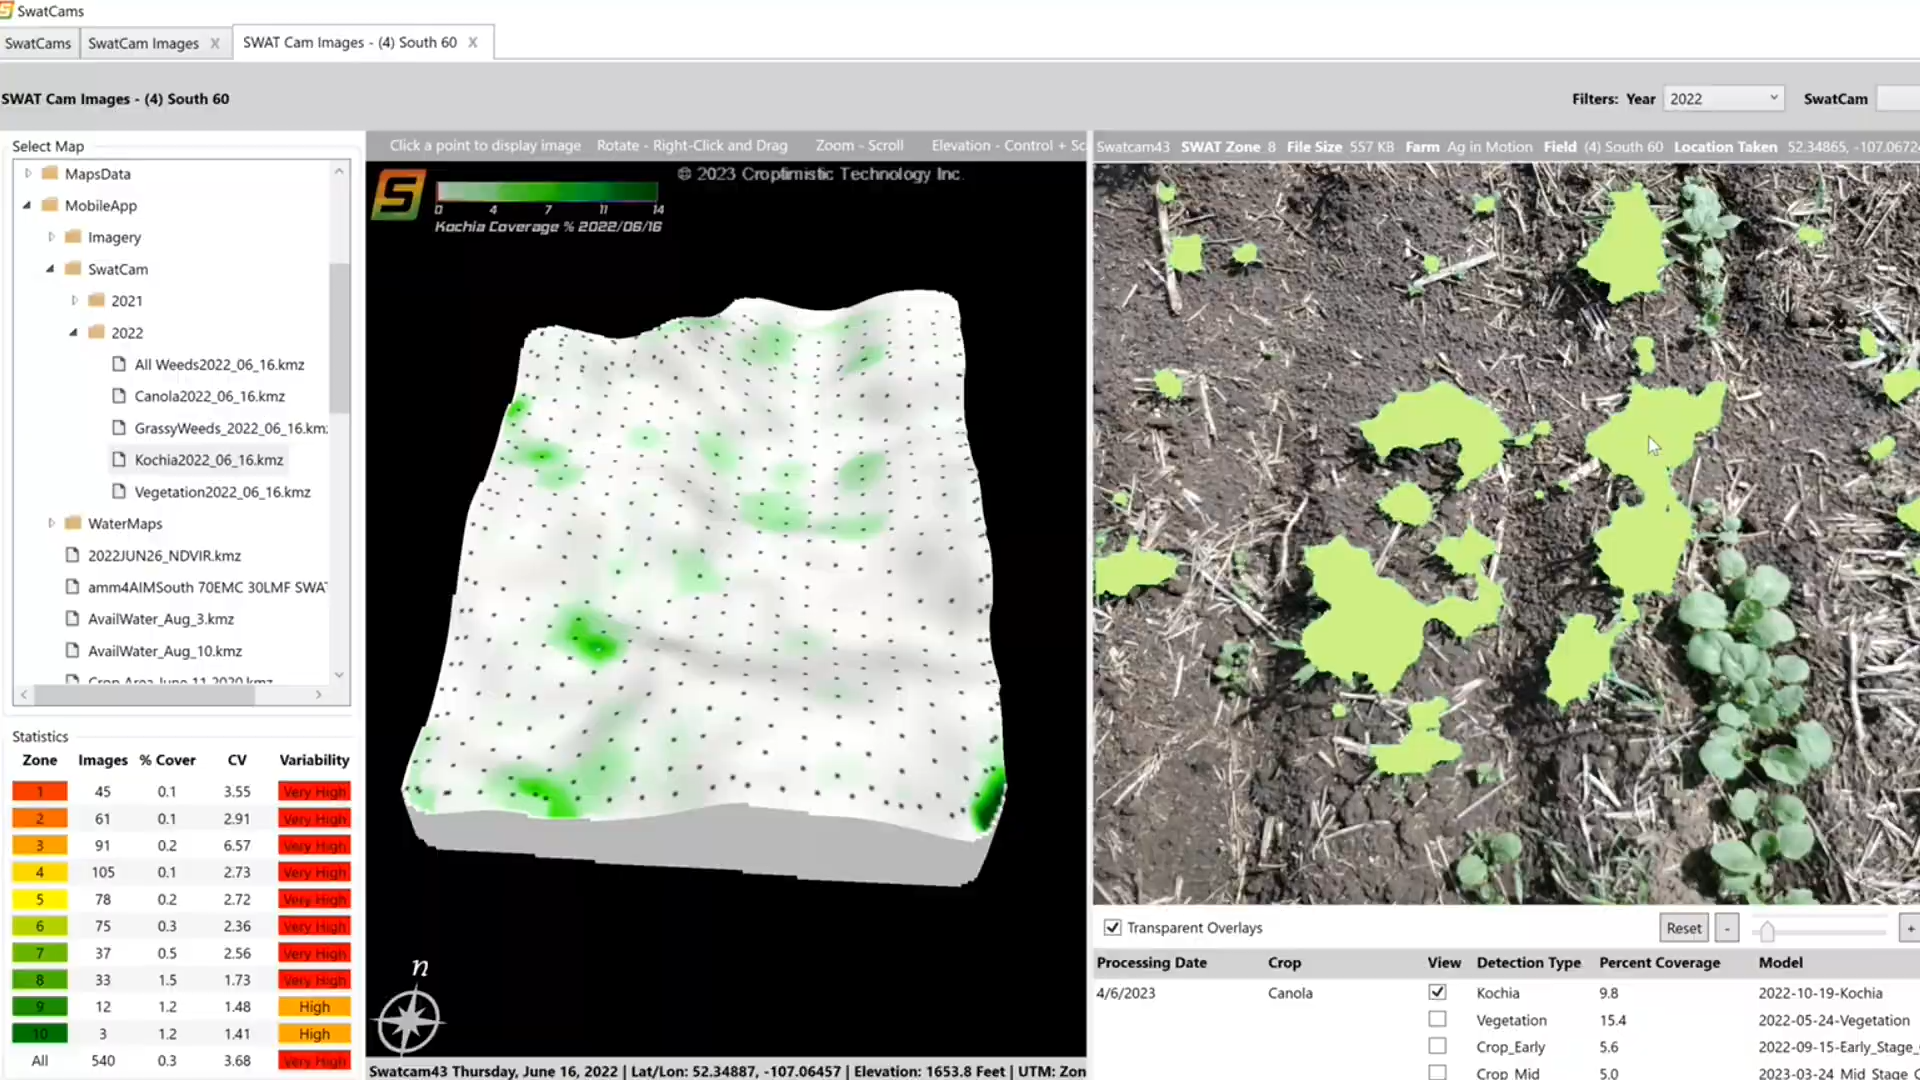 SwatCams
SwatCams
SwatCam Images X
SWAT Cam Images - (4) South 60 X
SWAT Cam Images - (4) South 60
Filters: Year 2022 SwatCam
Select Map
MapsData
MobileApp
Imagery
SwatCam
2021
2022
All Weeds2022_06_16.kmz
Canola2022_06_16.kmz
GrassyWeeds_2022_06_16.km
Kochia2022_06_16.kmz
Vegetation2022_06_16.kmz
WaterMaps
2022JUN26_NDVIR.kmz
amm4AIMSouth 70EMC 30LMF SWA
AvailWater_Aug_3.kmz
AvailWater_Aug_10.kmz
Crop Area June 11 2020.kmz
Statistics
Zone Images % Cover CV Variability
1 45 0.1 3.55 Very High
2 61 0.1 2.91 Very High
3 91 0.2 6.57 Very High
4 105 0.1 2.73 Very High
5 78 0.2 2.72 Very High
6 75 0.3 2.36 Very High
7 37 0.5 2.56 Very High
8 33 1.5 1.73 Very High
9 12 1.2 1.48 High
10 3 1.2 1.41 High
All 540 0.3 3.68 Very High
Click a point to display image Rotate - Right-Click and Drag Zoom - Scroll Elevation - Control + Sc
© 2023 Croptimistic Technology Inc.
0 4 7 11 14
Kochia Coverage % 2022/06/16
n
Swatcam43 Thursday, June 16, 2022 | Lat/Lon: 52.34887, -107.06457 | Elevation: 1653.8 Feet | UTM: Zon
Swatcam43 SWAT Zone 8 File Size 557 KB Farm Ag in Motion Field (4) South 60 Location Taken 52.34865, -107.0672
Transparent Overlays Reset - +
Processing Date Crop View Detection Type Percent Coverage Model
4/6/2023 Canola Kochia 9.8 2022-10-19-Kochia
Vegetation 15.4 2022-05-24-Vegetation
Crop_Early 5.6 2022-09-15-Early_Stage_
Crop_Mid 5.0 2023-03-24_Mid_Stage_C